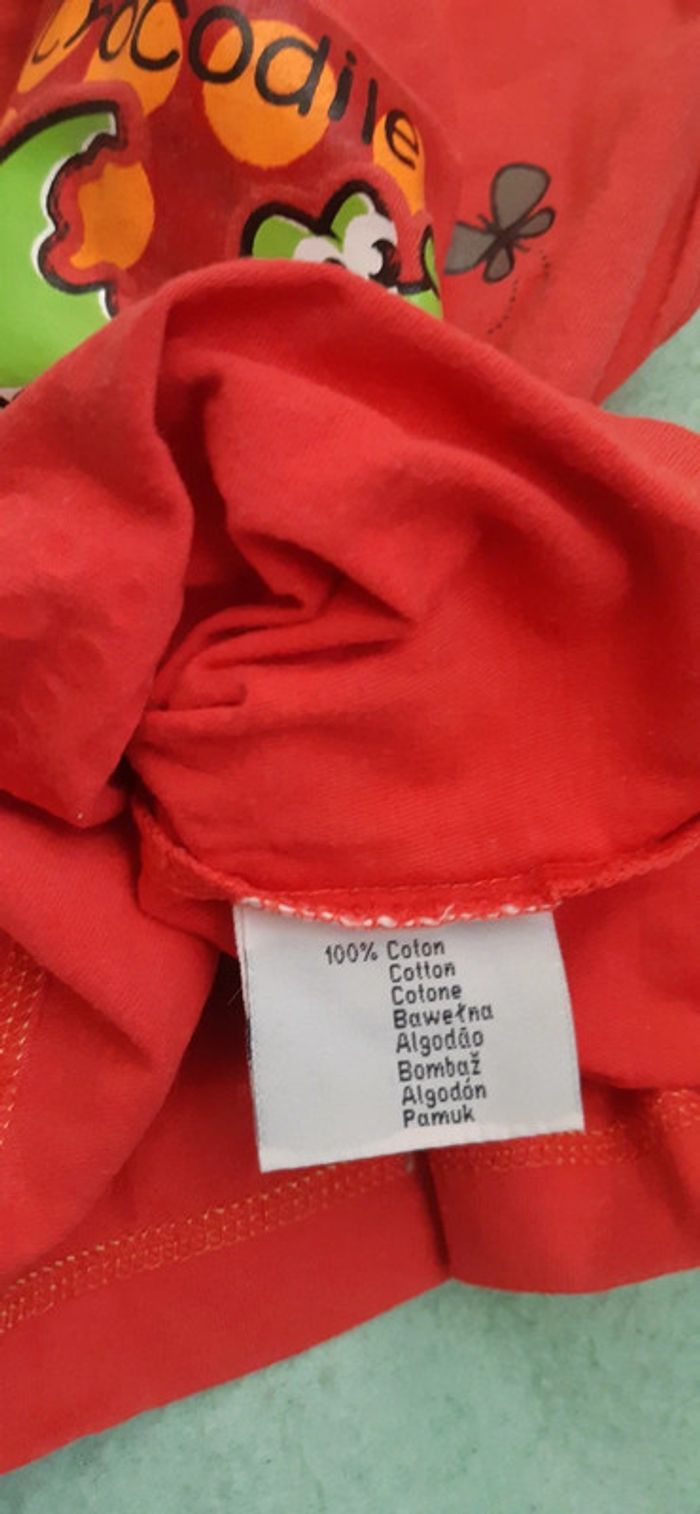 Crocodile
100% Coton
Cotton
Cotone
Bawełna
Algodão
Bombaž
Algodón
Pamuk